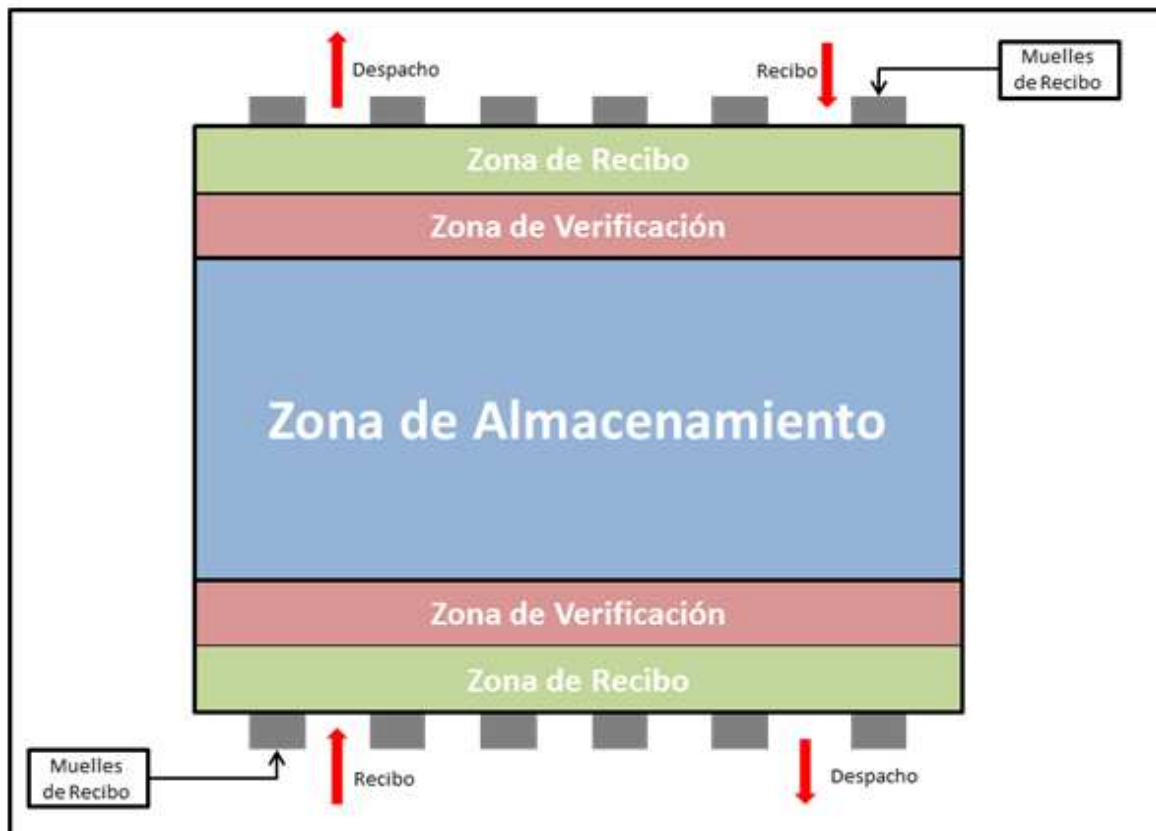 Despacho
Recibo
Muelles
de Recibo
Zona de Recibo
Zona de Verificación
Zona de Almacenamiento
Zona de Verificación
Zona de Recibo
Muelles
de Recibo
Recibo
Despacho